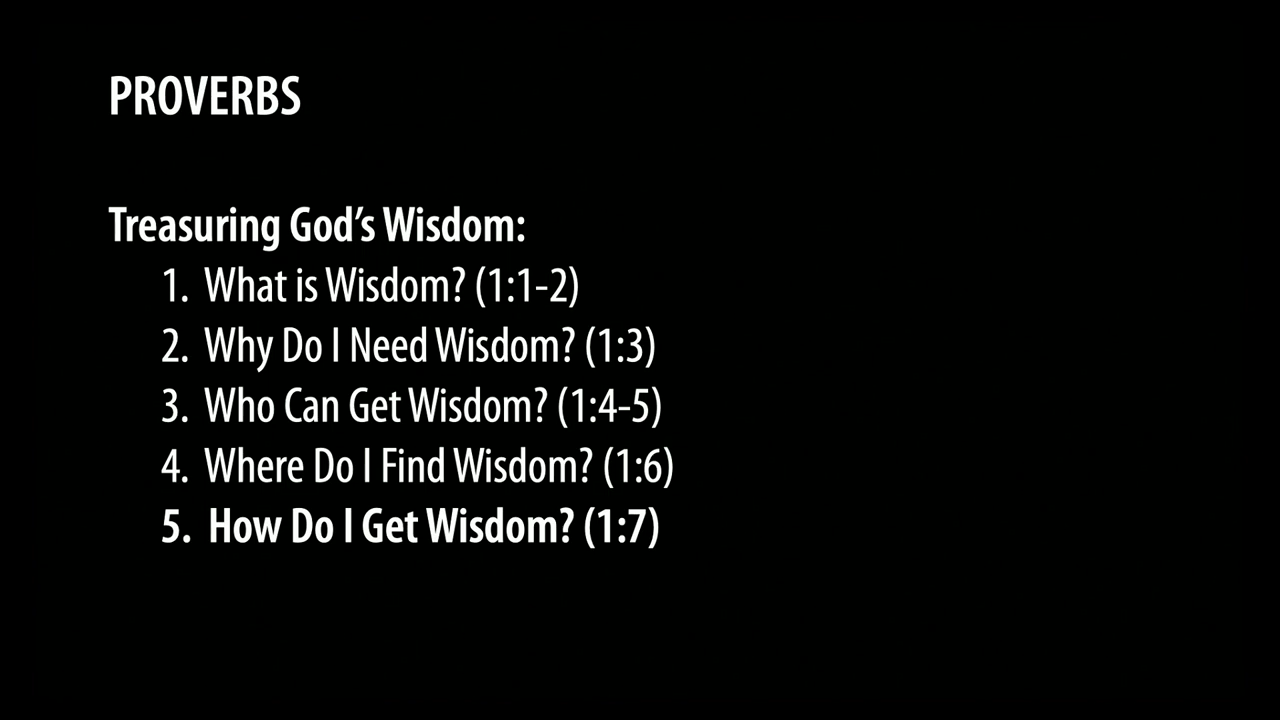 PROVERBS
Treasuring God’s Wisdom:
1. What is Wisdom? (1:1-2)
2. Why Do I Need Wisdom? (1:3)
3. Who Can Get Wisdom? (1:4-5)
4. Where Do I Find Wisdom? (1:6)
5. How Do I Get Wisdom? (1:7)